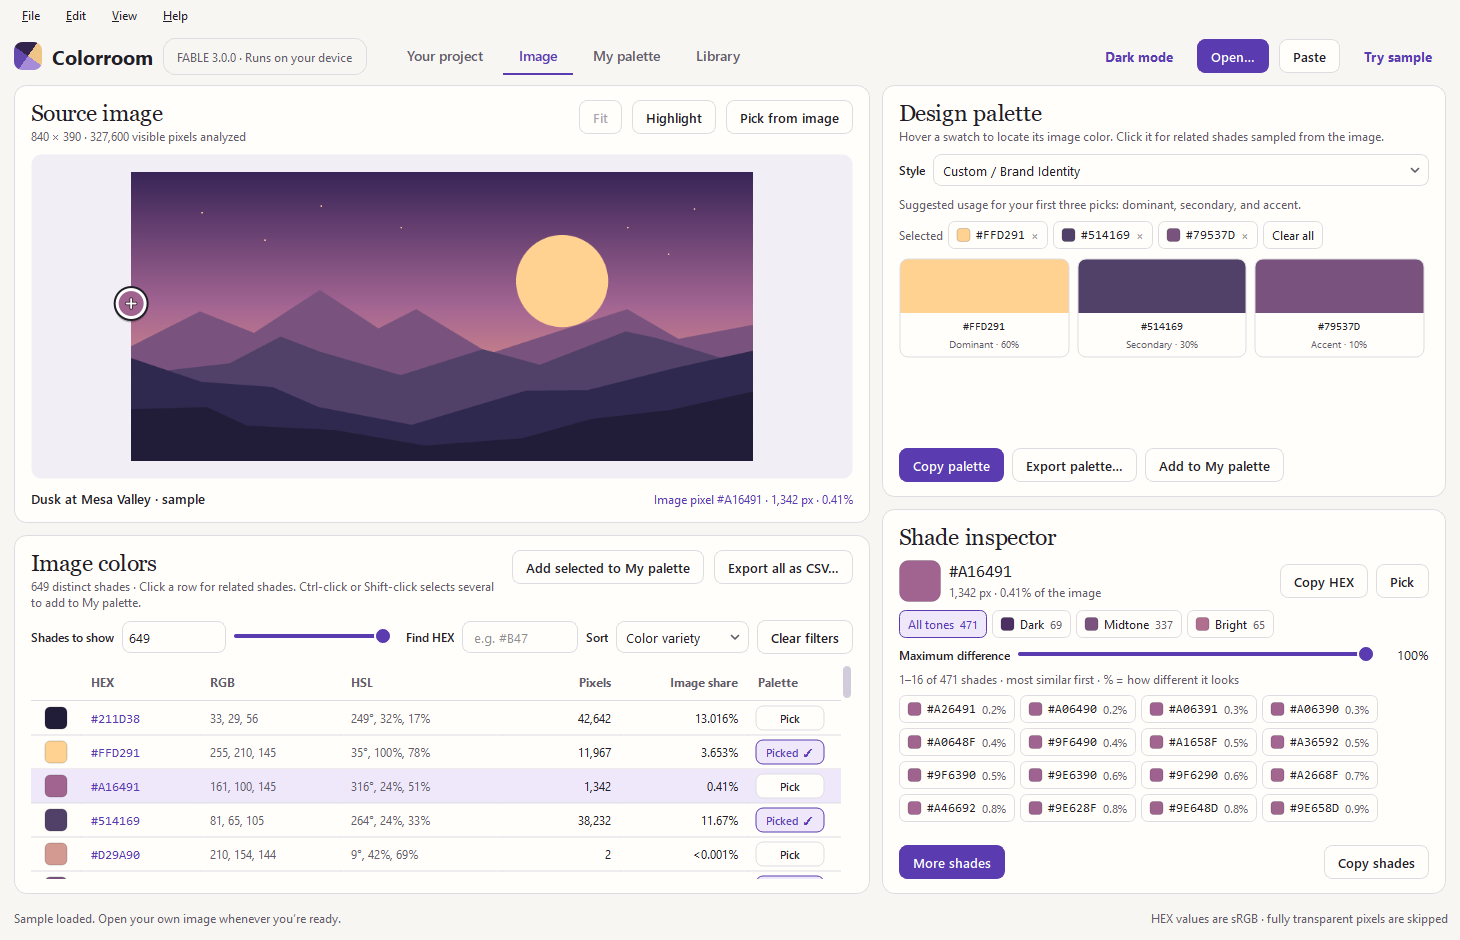 File Edit View Help
Colorroom FABLE 3.0.0 · Runs on your device Your project Image My palette Library Dark mode Open... Paste Try sample
Source image
840 × 390 · 327,600 visible pixels analyzed
Fit Highlight Pick from image
Dusk at Mesa Valley · sample
Image pixel #A16491 · 1,342 px · 0.41%
Image colors
649 distinct shades · Click a row for related shades. Ctrl-click or Shift-click selects several
to add to My palette.
Add selected to My palette Export all as CSV...
Shades to show 649 Find HEX e.g. #B47 Sort Color variety Clear filters
HEX RGB HSL Pixels Image share Palette
#211D38 33, 29, 56 249°, 32%, 17% 42,642 13.016% Pick
#FFD291 255, 210, 145 35°, 100%, 78% 11,967 3.653% Picked ✓
#A16491 161, 100, 145 316°, 24%, 51% 1,342 0.41% Pick
#514169 81, 65, 105 264°, 24%, 33% 38,232 11.67% Picked ✓
#D29A90 210, 154, 144 9°, 42%, 69% 2 <0.001% Pick
Design palette
Hover a swatch to locate its image color. Click it for related shades sampled from the image.
Style Custom / Brand Identity
Suggested usage for your first three picks: dominant, secondary, and accent.
Selected #FFD291 × #514169 × #79537D × Clear all
#FFD291 #514169 #79537D
Dominant · 60% Secondary · 30% Accent · 10%
Copy palette Export palette... Add to My palette
Shade inspector
#A16491
1,342 px · 0.41% of the image
Copy HEX Pick
All tones 471 Dark 69 Midtone 337 Bright 65
Maximum difference 100%
1–16 of 471 shades · most similar first · % = how different it looks
#A26491 0.2% #A06490 0.2% #A06391 0.3% #A06390 0.3%
#A0648F 0.4% #9F6490 0.4% #A1658F 0.5% #A36592 0.5%
#9F6390 0.5% #9E6390 0.6% #9F6290 0.6% #A2668F 0.7%
#A46692 0.8% #9E628F 0.8% #9E648D 0.8% #9E658D 0.9%
More shades Copy shades
Sample loaded. Open your own image whenever you're ready.
HEX values are sRGB · fully transparent pixels are skipped